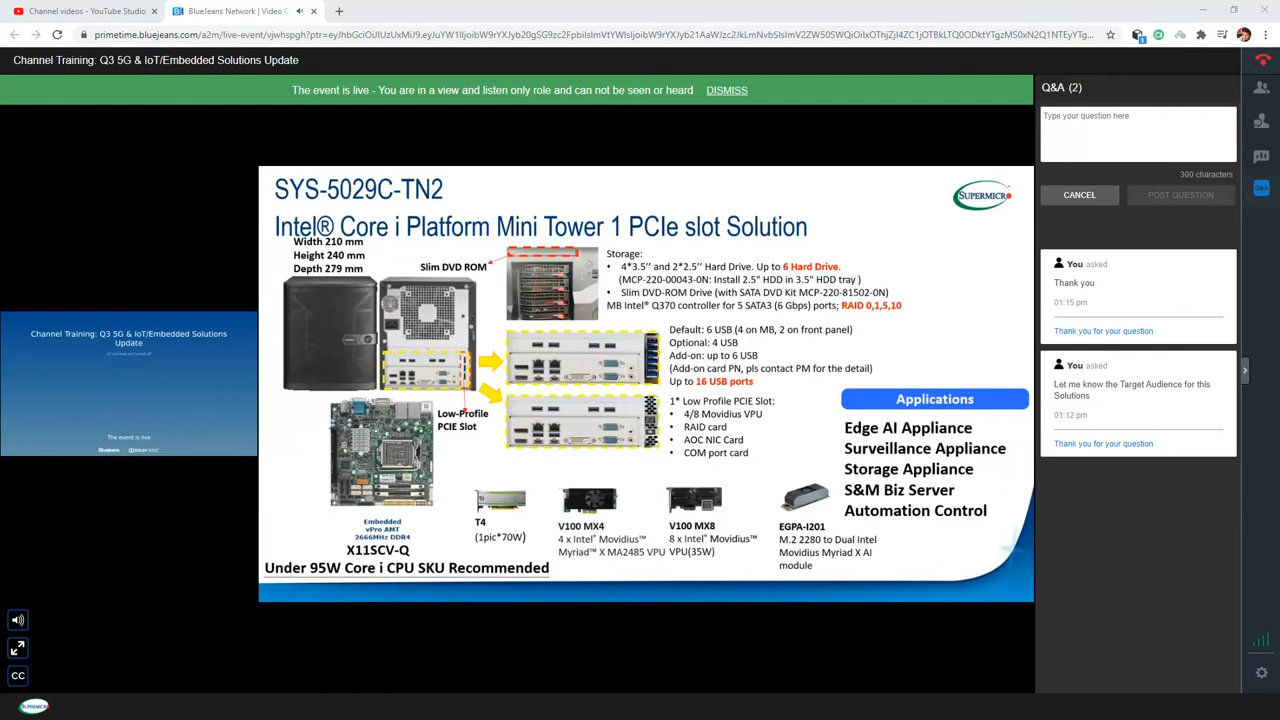 Channel videos - YouTube Studio
BlueJeans Network | Video C
Channel Training: Q3 5G & IoT/Embedded Solutions Update
The event is live - You are in a view and listen only role and can not be seen or heard DISMISS
Q&A (2)
Type your question here
300 characters
CANCEL
POST QUESTION
You asked
Thank you
01:15 pm
Thank you for your question
You asked
Let me know the Target Audience for this
Solutions
01:12 pm
Thank you for your question
Q&A
Channel Training: Q3 5G & IoT/Embedded Solutions
Update
The event is live
BlueJeans
SYS-5029C-TN2
SUPERMICRO
Intel® Core i Platform Mini Tower 1 PCIe slot Solution
Width 210 mm
Height 240 mm
Depth 279 mm
Slim DVD ROM
Storage:
• 4*3.5’’ and 2*2.5’’ Hard Drive. Up to 6 Hard Drive.
(MCP-220-00043-0N: Install 2.5" HDD in 3.5" HDD tray )
• Slim DVD-ROM Drive (with SATA DVD Kit MCP-220-81502-0N)
MB Intel® Q370 controller for 5 SATA3 (6 Gbps) ports; RAID 0,1,5,10
Default: 6 USB (4 on MB, 2 on front panel)
Optional: 4 USB
Add-on: up to 6 USB
(Add-on card PN, pls contact PM for the detail)
Up to 16 USB ports
Low-Profile
PCIE Slot
1* Low Profile PCIE Slot:
• 4/8 Movidius VPU
• RAID card
• AOC NIC Card
• COM port card
Applications
Edge AI Appliance
Surveillance Appliance
Storage Appliance
S&M Biz Server
Automation Control
Embedded
vPro AMT
2666MHz DDR4
X11SCV-Q
T4
(1pic*70W)
V100 MX4
4 x Intel® Movidius™
Myriad™ X MA2485 VPU
V100 MX8
8 x Intel® Movidius™
VPU(35W)
EGPA-I201
M.2 2280 to Dual Intel
Movidius Myriad X AI
module
Under 95W Core i CPU SKU Recommended
CC
SUPERMICRO